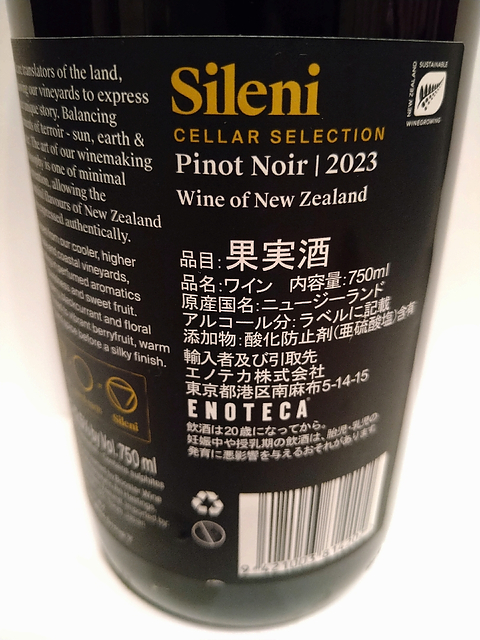 translators of the land,
our vineyards to express
story. Balancing
of terroir - sun, earth &
The art of our winemaking
is one of minimal
allowing the
flavours of New Zealand
authentically.
from our cooler, higher
coastal vineyards,
perfumed aromatics
and sweet fruit.
and floral
vibrant berryfruit, warm
before a silky finish.
Sileni
by Vol. 750 ml
Sileni
CELLAR SELECTION
Pinot Noir | 2023
Wine of New Zealand
SUSTAINABLE
NEW ZEALAND
WINEGROWING
品目:果実酒
品名:ワイン 内容量:750ml
原産国名:ニュージーランド
アルコール分:ラベルに記載
添加物:酸化防止剤(亜硫酸塩)含有
輸入者及び引取先
エノテカ株式会社
東京都港区南麻布5-14-15
ENOTECA
飲酒は20歳になってから。
妊娠中や授乳期の飲酒は、胎児・乳児の
発育に悪影響を与えるおそれがあります